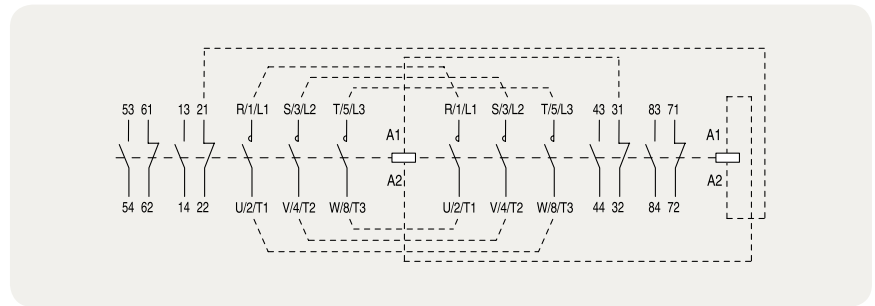 53 61 13 21 R/1/L1 S/3/L2 T/5/L3 R/1/L1 S/3/L2 T/5/L3 43 31 83 71
A1 A1
A2 A2
54 62 14 22 U/2/T1 V/4/T2 W/8/T3 U/2/T1 V/4/T2 W/8/T3 44 32 84 72